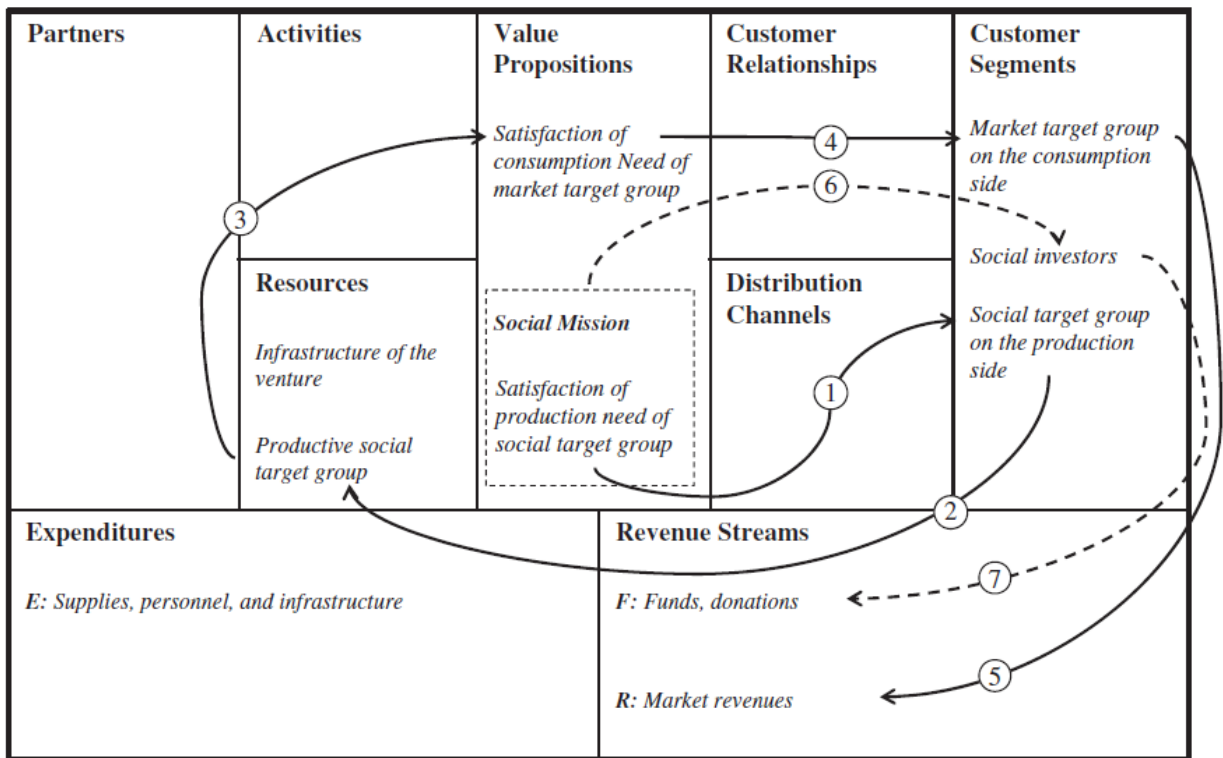 Partners
Activities
Value
Propositions
Customer
Relationships
Customer
Segments
Satisfaction of
consumption Need of
market target group
4
Market target group
on the consumption
side
6
3
Social investors
Resources
Distribution
Channels
Infrastructure of the
venture
Social Mission
Social target group
on the production
side
Satisfaction of
production need of
social target group
1
Productive social
target group
2
Expenditures
Revenue Streams
E: Supplies, personnel, and infrastructure
F: Funds, donations
7
5
R: Market revenues